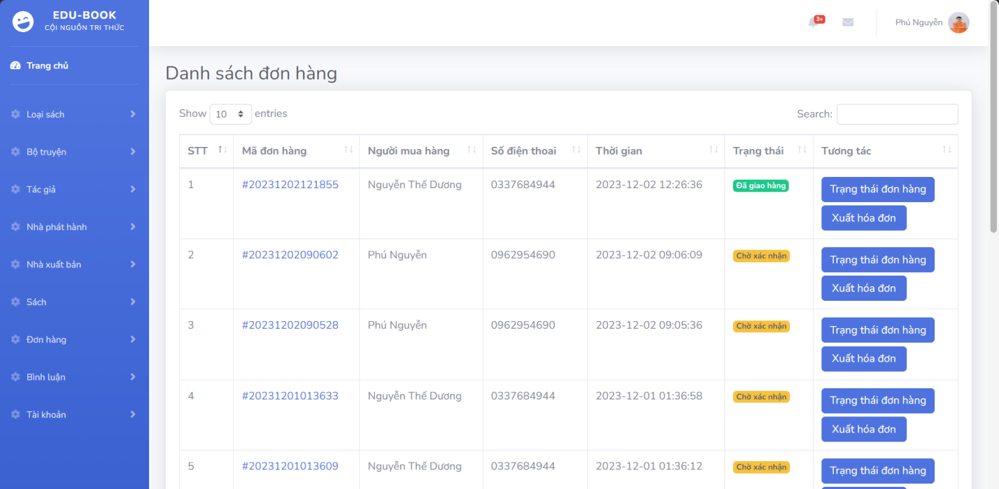 EDU-BOOK
CỘI NGUỒN TRI THỨC
3+
Phú Nguyễn
Trang chủ
Loại sách
Bộ truyện
Tác giả
Nhà phát hành
Nhà xuất bản
Sách
Đơn hàng
Bình luận
Tài khoản
Danh sách đơn hàng
Show 10 entries
Search:
STT Mã đơn hàng Người mua hàng Số điện thoai Thời gian Trạng thái Tương tác
1 #20231202121855 Nguyễn Thế Dương 0337684944 2023-12-02 12:26:36 Đã giao hàng Trạng thái đơn hàng
Xuất hóa đơn
2 #20231202090602 Phú Nguyễn 0962954690 2023-12-02 09:06:09 Chờ xác nhận Trạng thái đơn hàng
Xuất hóa đơn
3 #20231202090528 Phú Nguyễn 0962954690 2023-12-02 09:05:36 Chờ xác nhận Trạng thái đơn hàng
Xuất hóa đơn
4 #20231201013633 Nguyễn Thế Dương 0337684944 2023-12-01 01:36:58 Chờ xác nhận Trạng thái đơn hàng
Xuất hóa đơn
5 #20231201013609 Nguyễn Thế Dương 0337684944 2023-12-01 01:36:12 Chờ xác nhận Trạng thái đơn hàng